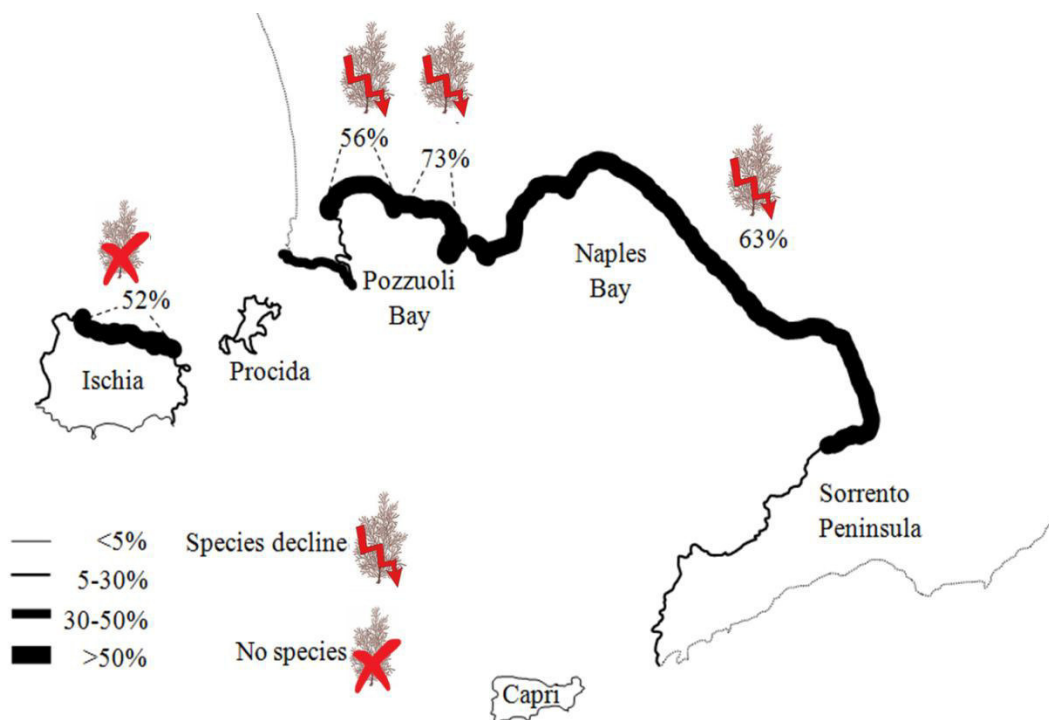 56%
73%
63%
52%
Naples
Bay
Pozzuoli
Bay
Procida
Ischia
Sorrento
Peninsula
<5%
Species decline
5-30%
30-50%
>50%
No species
Capri